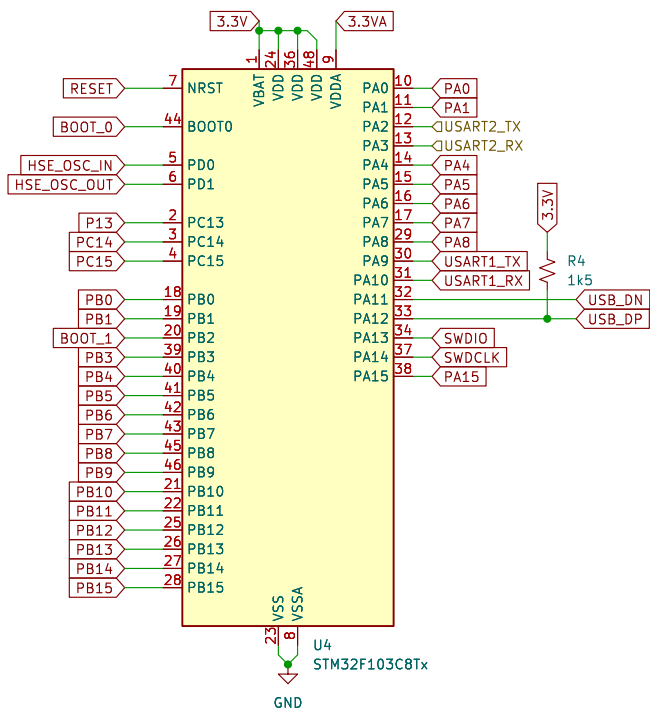 3.3V 3.3VA
1 24 36 48 9
VBAT VDD VDD VDD VDDA
RESET 7 NRST PA0 10 PA0
PA1 11 PA1
BOOT_0 44 BOOT0 PA2 12 USART2_TX
PA3 13 USART2_RX
HSE_OSC_IN 5 PD0 PA4 14 PA4
HSE_OSC_OUT 6 PD1 PA5 15 PA5
PA6 16 PA6
P13 2 PC13 PA7 17 PA7
PC14 3 PC14 PA8 29 PA8
PC15 4 PC15 PA9 30 USART1_TX
PA10 31 USART1_RX
3.3V
R4
1k5
PB0 18 PB0 PA11 32 USB_DN
PB1 19 PB1 PA12 33 USB_DP
BOOT_1 20 PB2 PA13 34 SWDIO
PB3 39 PB3 PA14 37 SWDCLK
PB4 40 PB4 PA15 38 PA15
PB5 41 PB5
PB6 42 PB6
PB7 43 PB7
PB8 45 PB8
PB9 46 PB9
PB10 21 PB10
PB11 22 PB11
PB12 25 PB12
PB13 26 PB13
PB14 27 PB14
PB15 28 PB15
VSS VSSA
23 8
U4
STM32F103C8Tx
GND